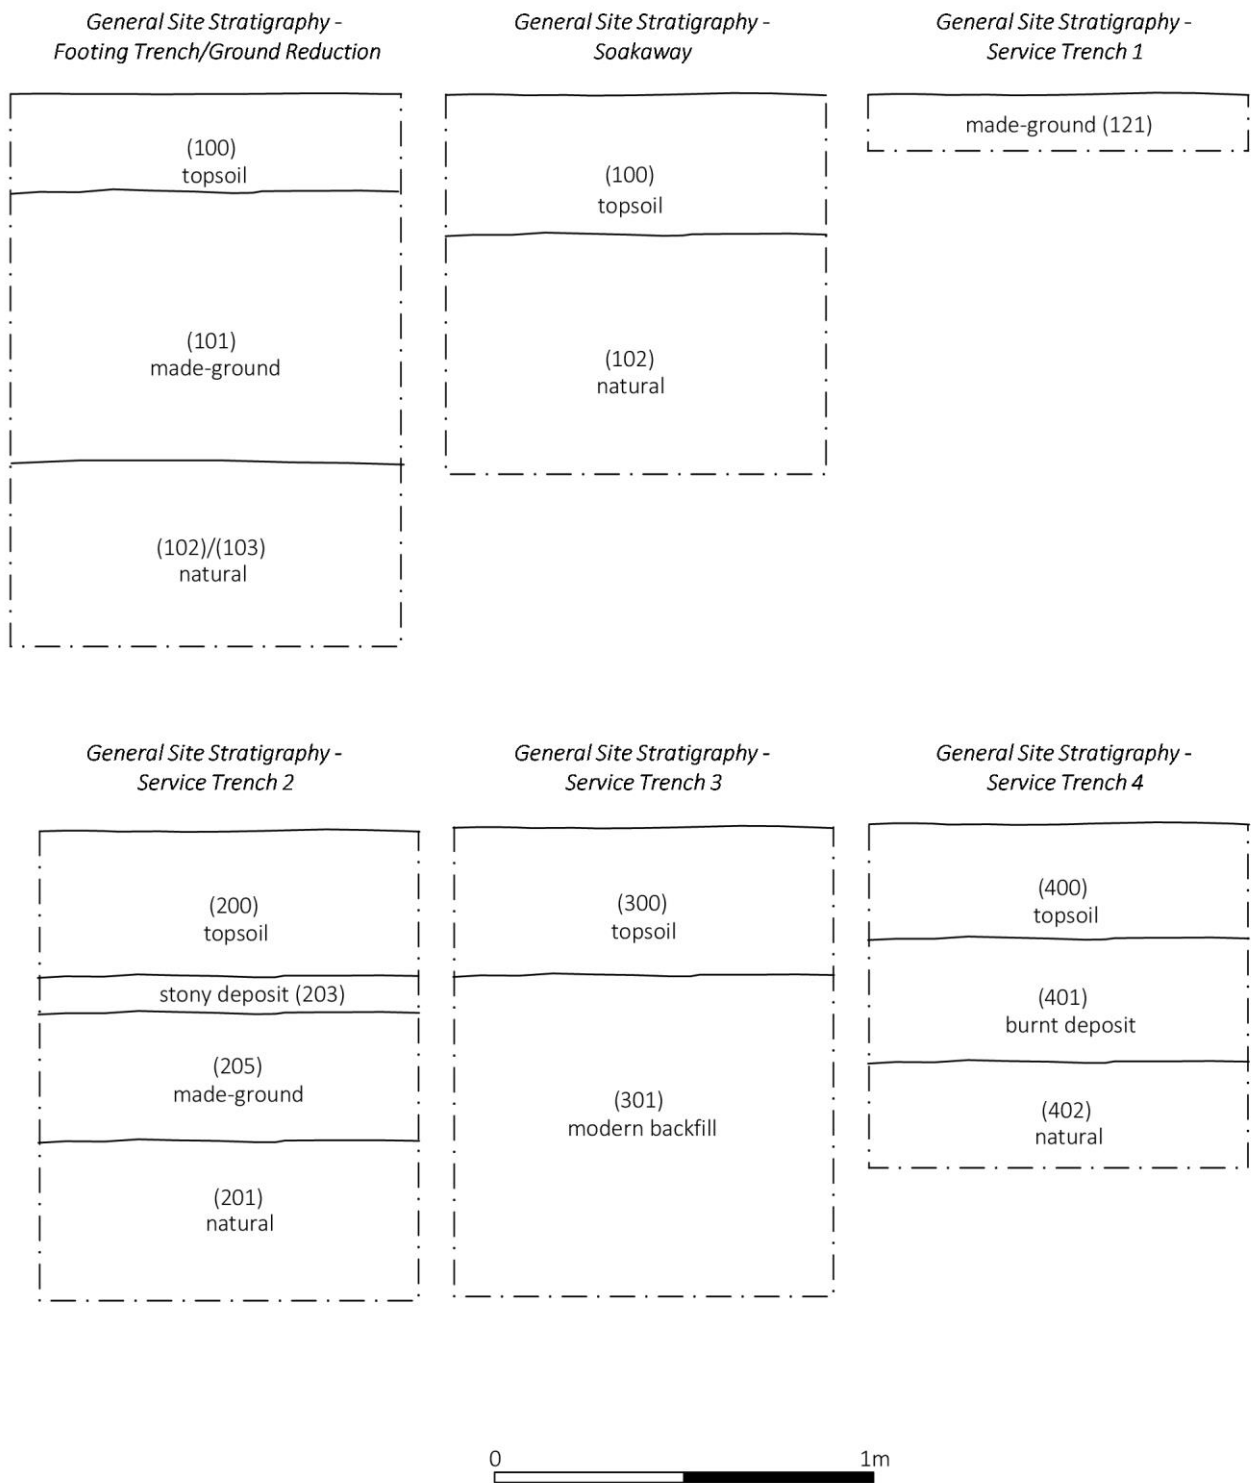 General Site Stratigraphy -
Footing Trench/Ground Reduction
(100)
topsoil
(101)
made-ground
(102)/(103)
natural
General Site Stratigraphy -
Soakaway
(100)
topsoil
(102)
natural
General Site Stratigraphy -
Service Trench 1
made-ground (121)
General Site Stratigraphy -
Service Trench 2
(200)
topsoil
stony deposit (203)
(205)
made-ground
(201)
natural
General Site Stratigraphy -
Service Trench 3
(300)
topsoil
(301)
modern backfill
General Site Stratigraphy -
Service Trench 4
(400)
topsoil
(401)
burnt deposit
(402)
natural
0
1m